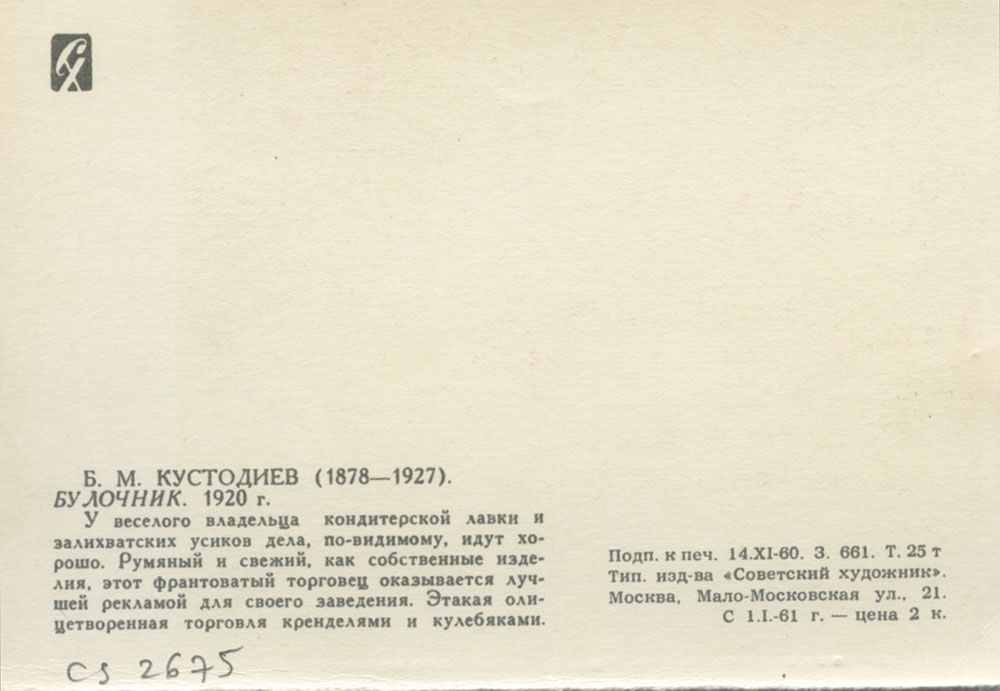 СХ
Б. М. КУСТОДИЕВ (1878—1927).
БУЛОЧНИК. 1920 г.
У веселого владельца кондитерской лавки и
залихватских усиков дела, по-видимому, идут хо-
рошо. Румяный и свежий, как собственные изде-
лия, этот франтоватый торговец оказывается луч-
шей рекламой для своего заведения. Этакая оли-
цетворенная торговля кренделями и кулебяками.
Подп. к печ. 14.XI-60. З. 661. Т. 25 т
Тип. изд-ва «Советский художник».
Москва, Мало-Московская ул., 21.
С 1.I.-61 г. — цена 2 к.
cs 2675